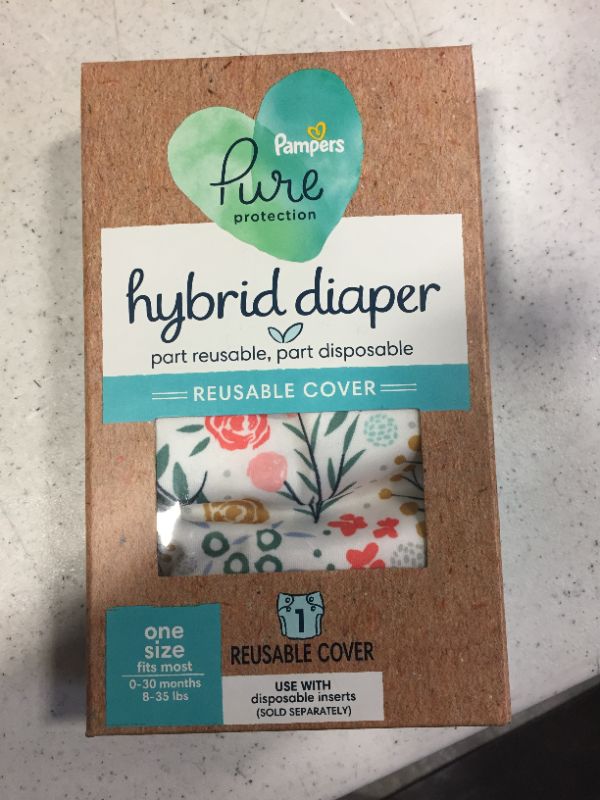 Pampers
Pure
protection
hybrid diaper
part reusable, part disposable
REUSABLE COVER
one
size
fits most
0-30 months
8-35 lbs
1
REUSABLE COVER
USE WITH
disposable inserts
(SOLD SEPARATELY)